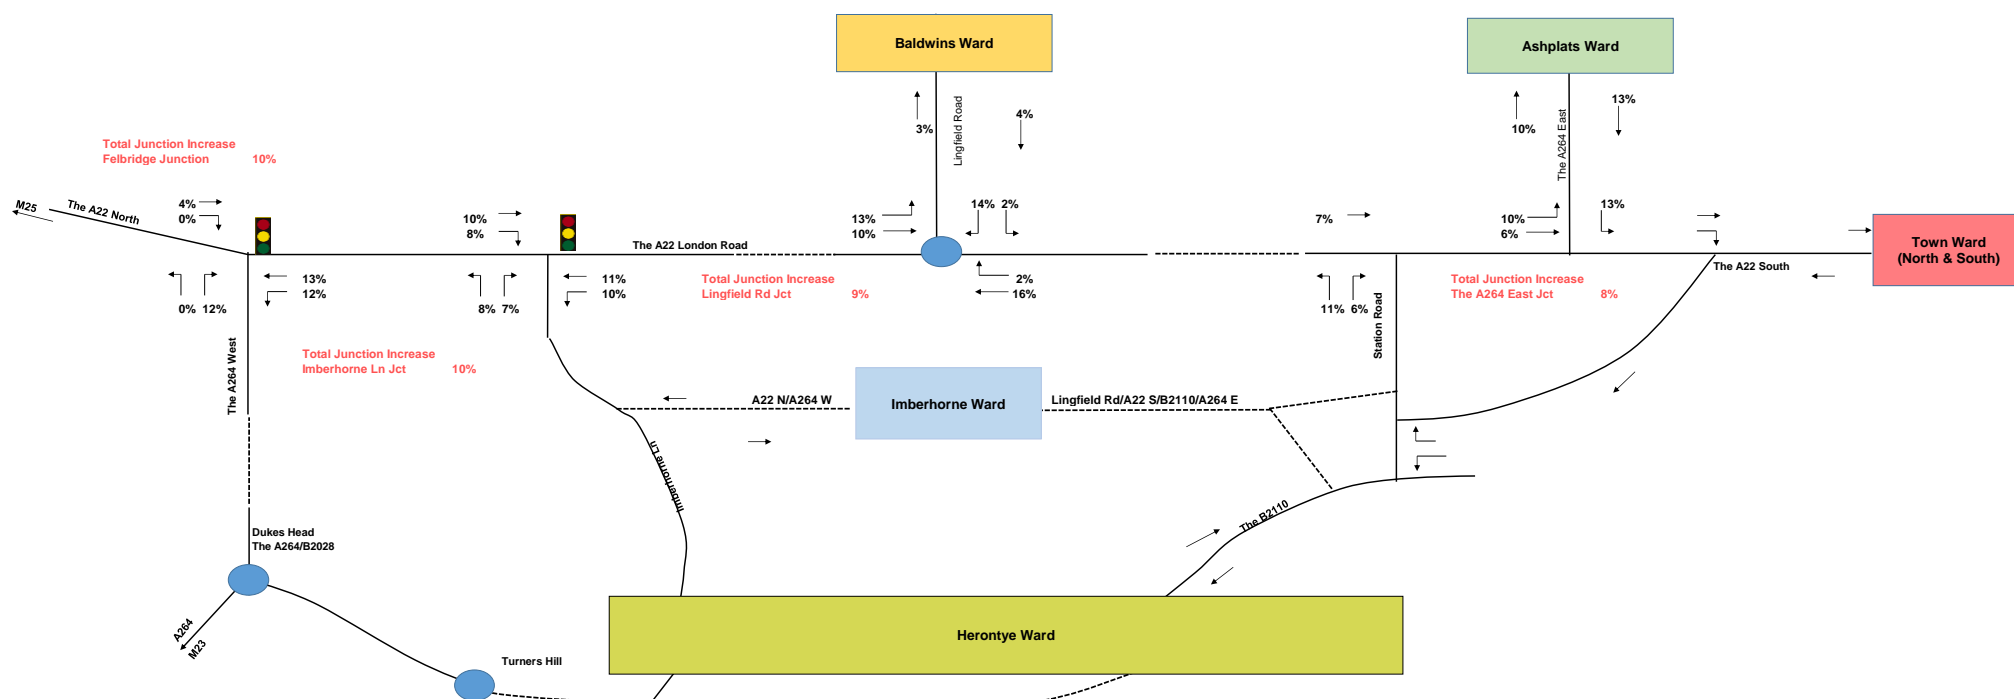 Baldwins Ward
Ashplats Ward
13%
4%
3%
10%
Lingfield Road
The A264 East
Total Junction Increase
Felbridge Junction 10%
M25
The A22 North
4%
0%
10%
8%
13%
10%
14% 2%
7%
10%
6%
13%
The A22 London Road
Town Ward
(North & South)
The A22 South
13%
12%
0% 12%
11%
10%
8% 7%
Total Junction Increase
Lingfield Rd Jct 9%
2%
16%
11% 6%
Total Junction Increase
The A264 East Jct 8%
Station Road
The A264 West
Total Junction Increase
Imberhorne Ln Jct 10%
A22 N/A264 W
Imberhorne Ward
Lingfield Rd/A22 S/B2110/A264 E
Imberhorne Ln
The B2110
Dukes Head
The A264/B2028
A264
M23
Herontye Ward
Turners Hill